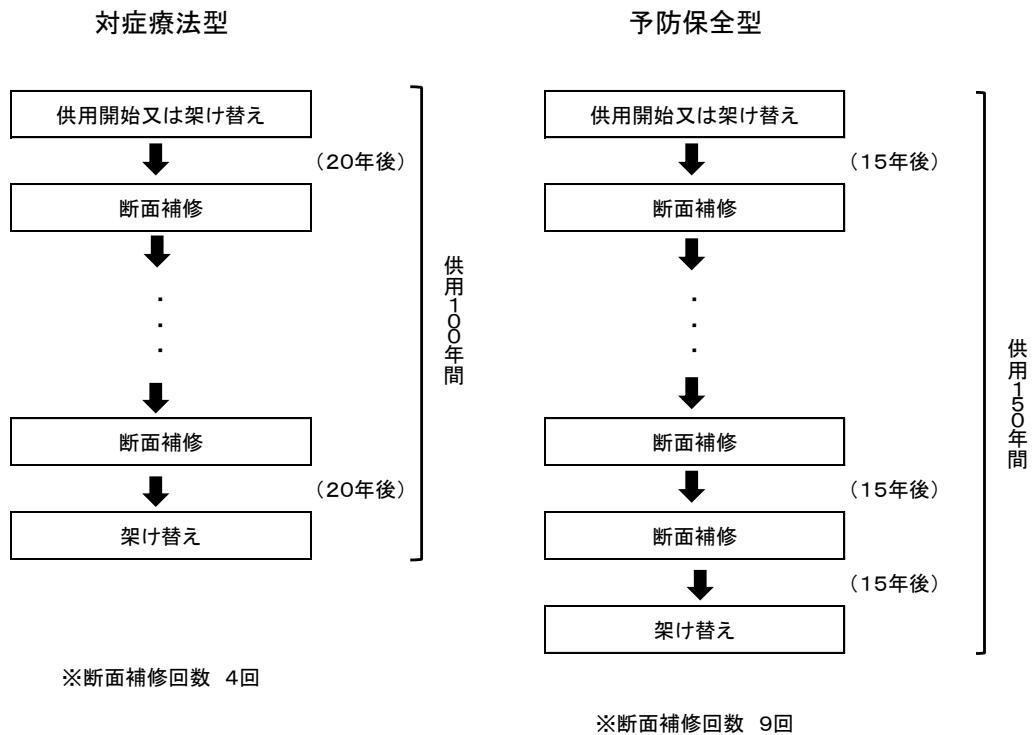 対症療法型
供用開始又は架け替え
（20年後）
断面補修
・
・
・
断面補修
（20年後）
架け替え
供用100年間
※断面補修回数 4回
予防保全型
供用開始又は架け替え
（15年後）
断面補修
・
・
・
断面補修
（15年後）
断面補修
（15年後）
架け替え
供用150年間
※断面補修回数 9回